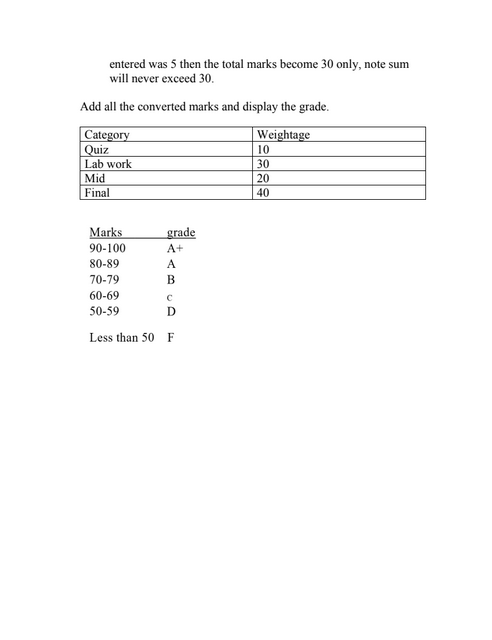 entered was 5 then the total marks become 30 only, note sum
will never exceed 30.
Add all the converted marks and display the grade.
Category Weightage
Quiz 10
Lab work 30
Mid 20
Final 40
Marks grade
90-100 A+
80-89 A
70-79 B
60-69 C
50-59 D
Less than 50 F